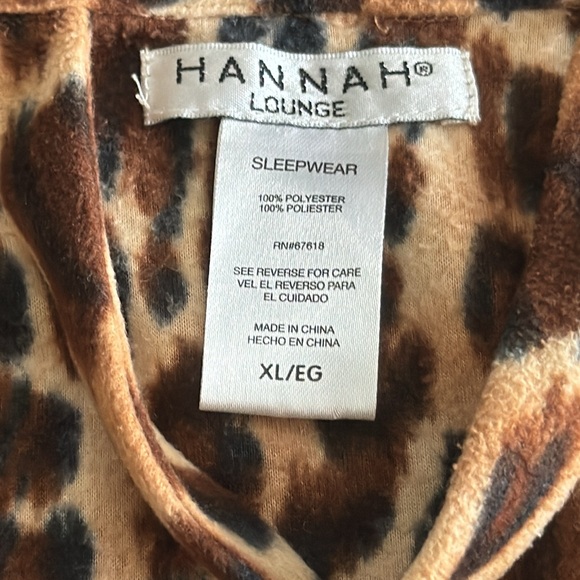 HANNAH®
LOUNGE
SLEEPWEAR
100% POLYESTER
100% POLIESTER
RN#67618
SEE REVERSE FOR CARE
VEL EL REVERSO PARA
EL CUIDADO
MADE IN CHINA
HECHO EN CHINA
XL/EG